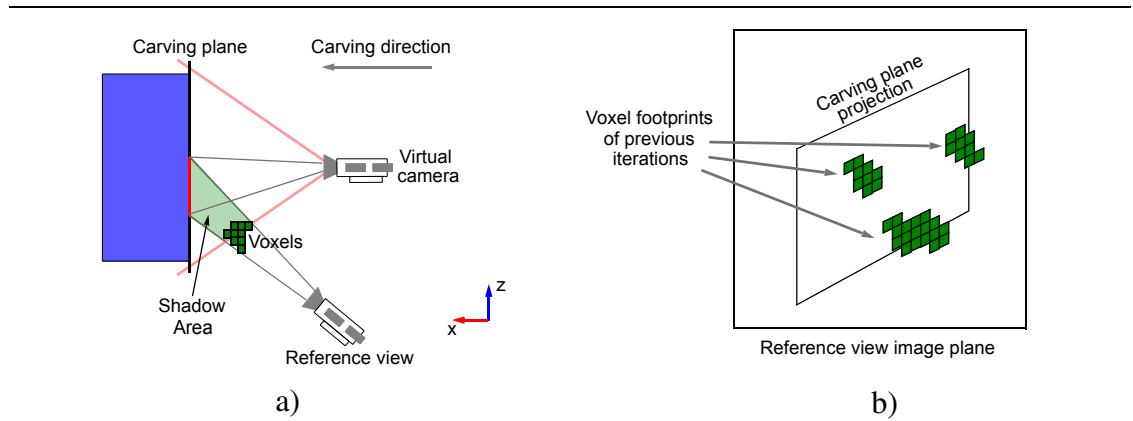 Carving plane
Carving direction
Virtual
camera
Voxels
Shadow
Area
z
x
Reference view
a)
Carving plane
projection
Voxel footprints
of previous
iterations
Reference view image plane
b)